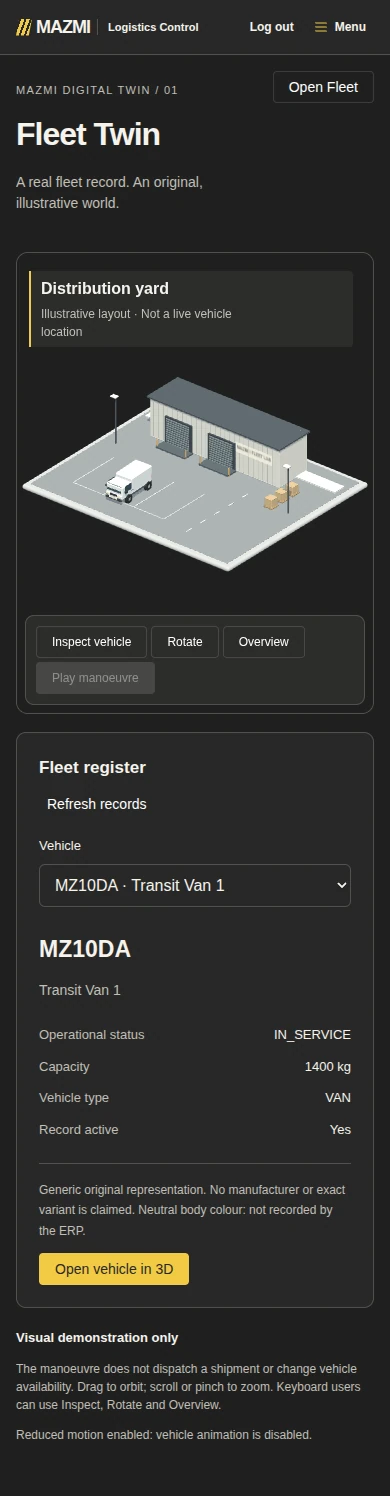 MAZMI
Logistics Control
Log out
Menu
MAZMI DIGITAL TWIN / 01
Open Fleet
Fleet Twin
A real fleet record. An original,
illustrative world.
Distribution yard
Illustrative layout · Not a live vehicle
location
Inspect vehicle
Rotate
Overview
Play manoeuvre
Fleet register
Refresh records
Vehicle
MZ10DA · Transit Van 1
MZ10DA
Transit Van 1
Operational status IN_SERVICE
Capacity 1400 kg
Vehicle type VAN
Record active Yes
Generic original representation. No manufacturer or exact
variant is claimed. Neutral body colour: not recorded by
the ERP.
Open vehicle in 3D
Visual demonstration only
The manoeuvre does not dispatch a shipment or change vehicle
availability. Drag to orbit; scroll or pinch to zoom. Keyboard users
can use Inspect, Rotate and Overview.
Reduced motion enabled: vehicle animation is disabled.